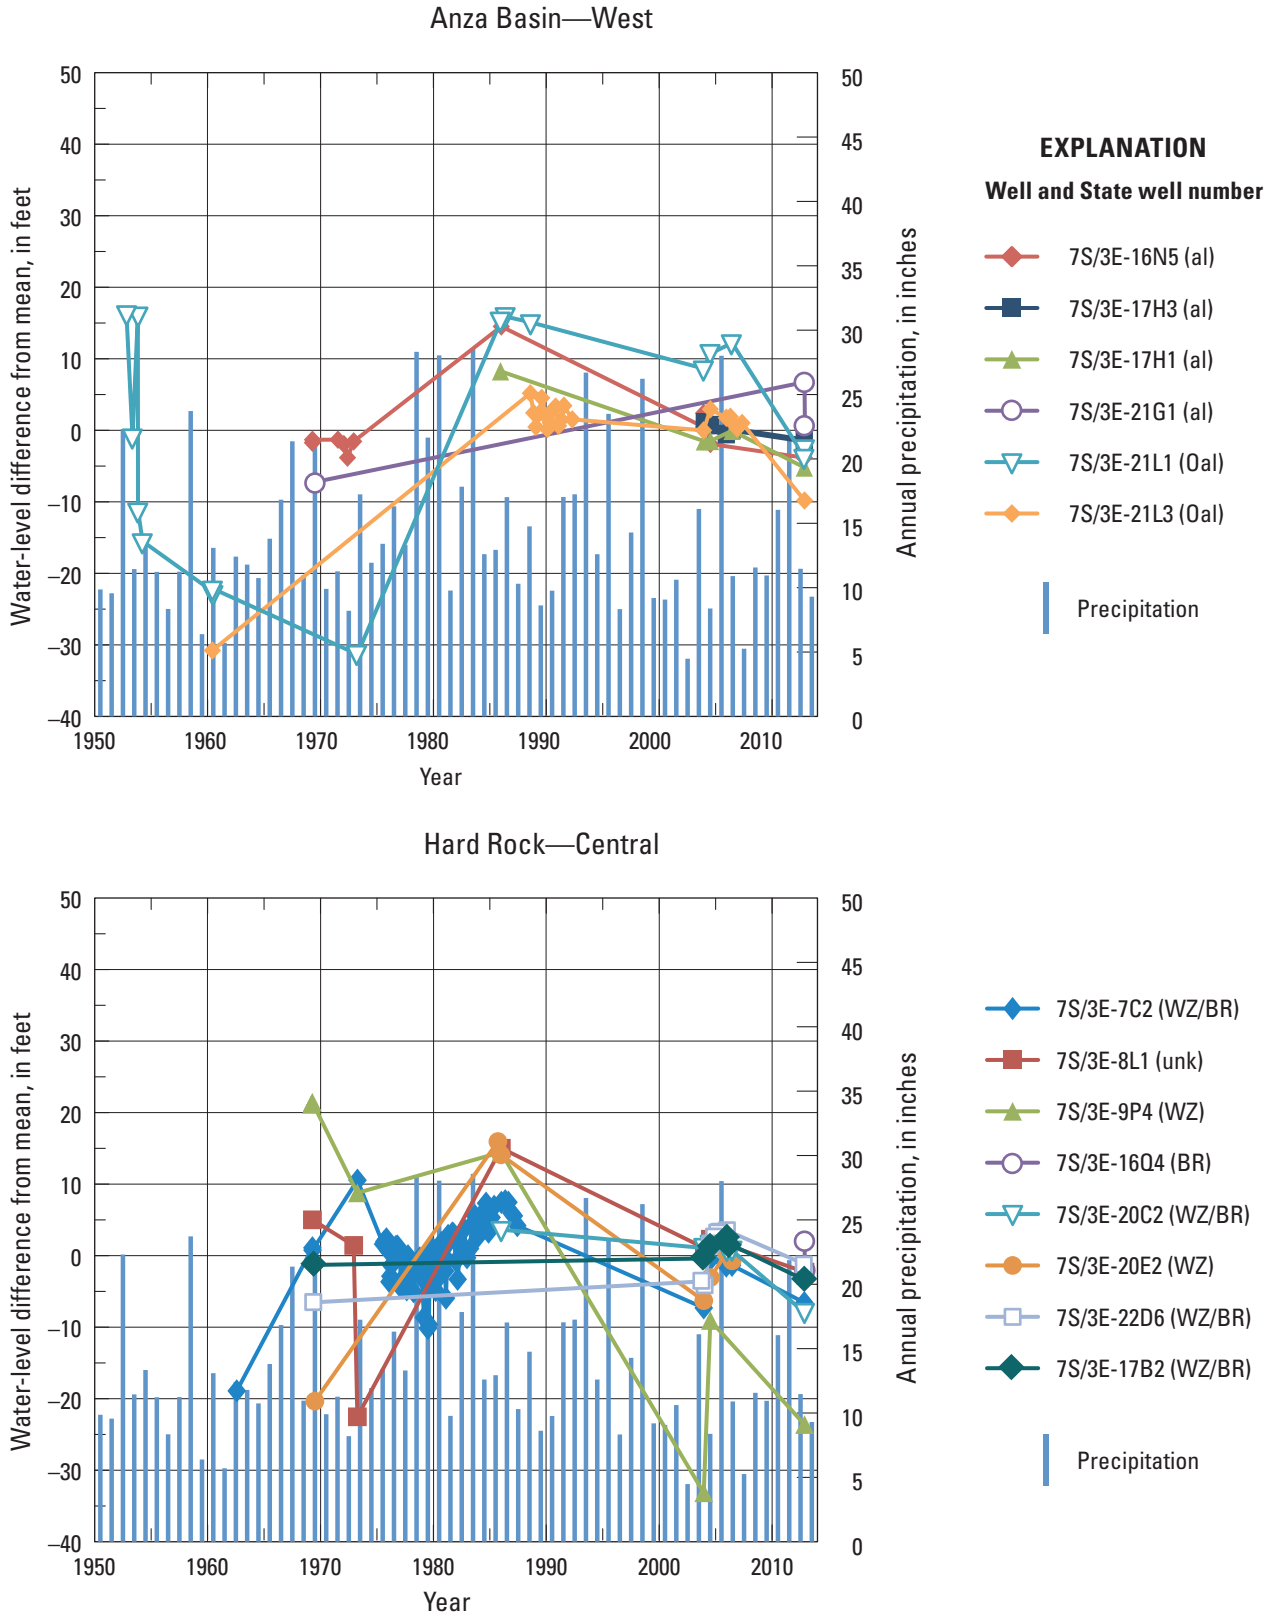 Anza Basin—West
50
40
30
20
10
0
–10
–20
–30
–40
Water-level difference from mean, in feet
50
45
40
35
30
25
20
15
10
5
0
Annual precipitation, in inches
1950 1960 1970 1980 1990 2000 2010
Year
EXPLANATION
Well and State well number
7S/3E-16N5 (al)
7S/3E-17H3 (al)
7S/3E-17H1 (al)
7S/3E-21G1 (al)
7S/3E-21L1 (Oal)
7S/3E-21L3 (Oal)
Precipitation
Hard Rock—Central
50
40
30
20
10
0
–10
–20
–30
–40
Water-level difference from mean, in feet
50
45
40
35
30
25
20
15
10
5
0
Annual precipitation, in inches
1950 1960 1970 1980 1990 2000 2010
Year
7S/3E-7C2 (WZ/BR)
7S/3E-8L1 (unk)
7S/3E-9P4 (WZ)
7S/3E-16Q4 (BR)
7S/3E-20C2 (WZ/BR)
7S/3E-20E2 (WZ)
7S/3E-22D6 (WZ/BR)
7S/3E-17B2 (WZ/BR)
Precipitation